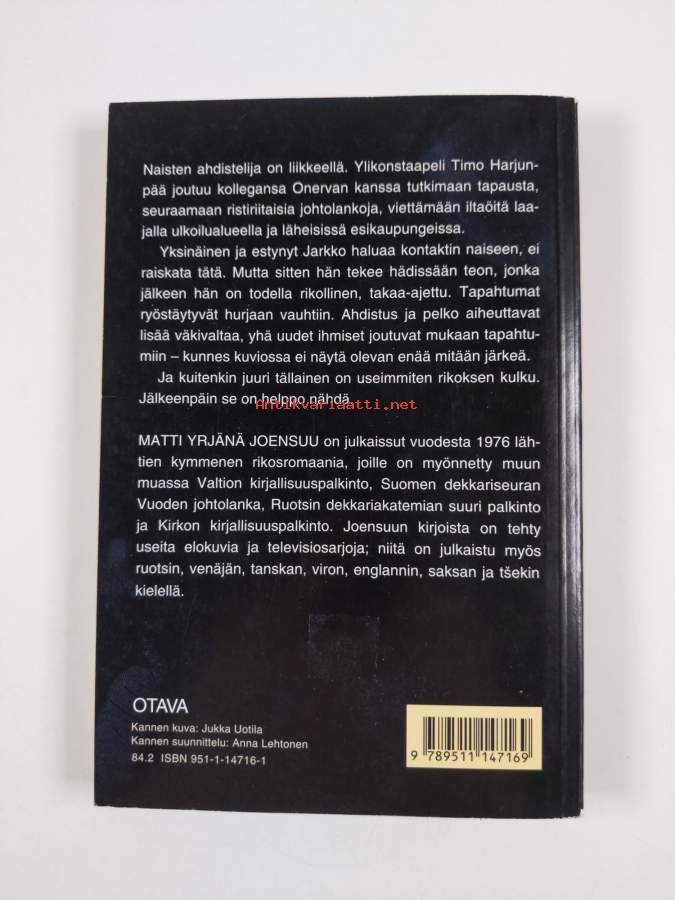 Naisten ahdistelija on liikkeellä. Ylikonstaapeli Timo Harjun-
pää joutuu kollegansa Onervan kanssa tutkimaan tapausta,
seuraamaan ristiriitaisia johtolankoja, viettämään iltaöitä laa-
jalla ulkoilualueella ja läheisissä esikaupungeissa.
Yksinäinen ja estynyt Jarkko haluaa kontaktin naiseen, ei
raiskata tätä. Mutta sitten hän tekee hädissään teon, jonka
jälkeen hän on todella rikollinen, takaa-ajettu. Tapahtumat
ryöstäytyvät hurjaan vauhtiin. Ahdistus ja pelko aiheuttavat
lisää väkivaltaa, yhä uudet ihmiset joutuvat mukaan tapahtu-
miin – kunnes kuviossa ei näytä olevan enää mitään järkeä.
Ja kuitenkin juuri tällainen on useimmiten rikoksen kulku.
Jälkeenpäin se on helppo nähdä.
Antikvariaatti.net
MATTI YRJÄNÄ JOENSUU on julkaissut vuodesta 1976 läh-
tien kymmenen rikosromaania, joille on myönnetty muun
muassa Valtion kirjallisuuspalkinto, Suomen dekkariseuran
Vuoden johtolanka, Ruotsin dekkariakatemian suuri palkinto
ja Kirkon kirjallisuuspalkinto. Joensuun kirjoista on tehty
useita elokuvia ja televisiosarjoja; niitä on julkaistu myös
ruotsin, venäjän, tanskan, viron, englannin, saksan ja tšekin
kielellä.
OTAVA
Kannen kuva: Jukka Uotila
Kannen suunnittelu: Anna Lehtonen
84.2 ISBN 951-1-14716-1
9 789511 147169